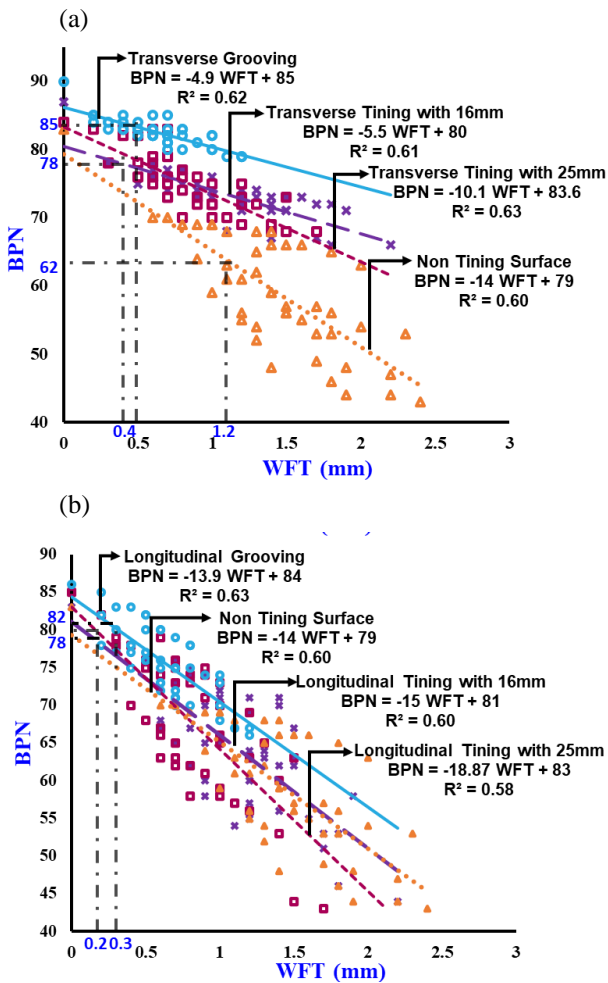 (a)
Transverse Grooving
BPN = -4.9 WFT + 85
R² = 0.62
Transverse Tining with 16mm
BPN = -5.5 WFT + 80
R² = 0.61
Transverse Tining with 25mm
BPN = -10.1 WFT + 83.6
R² = 0.63
Non Tining Surface
BPN = -14 WFT + 79
R² = 0.60
BPN
90
85
80
78
70
62
60
50
40
0
0.4
0.5
1
1.2
1.5
2
2.5
3
WFT (mm)
(b)
Longitudinal Grooving
BPN = -13.9 WFT + 84
R² = 0.63
Non Tining Surface
BPN = -14 WFT + 79
R² = 0.60
Longitudinal Tining with 16mm
BPN = -15 WFT + 81
R² = 0.60
Longitudinal Tining with 25mm
BPN = -18.87 WFT + 83
R² = 0.58
BPN
90
85
82
80
78
75
70
65
60
55
50
45
40
0
0.2
0.3
0.5
1
1.5
2
2.5
3
WFT (mm)